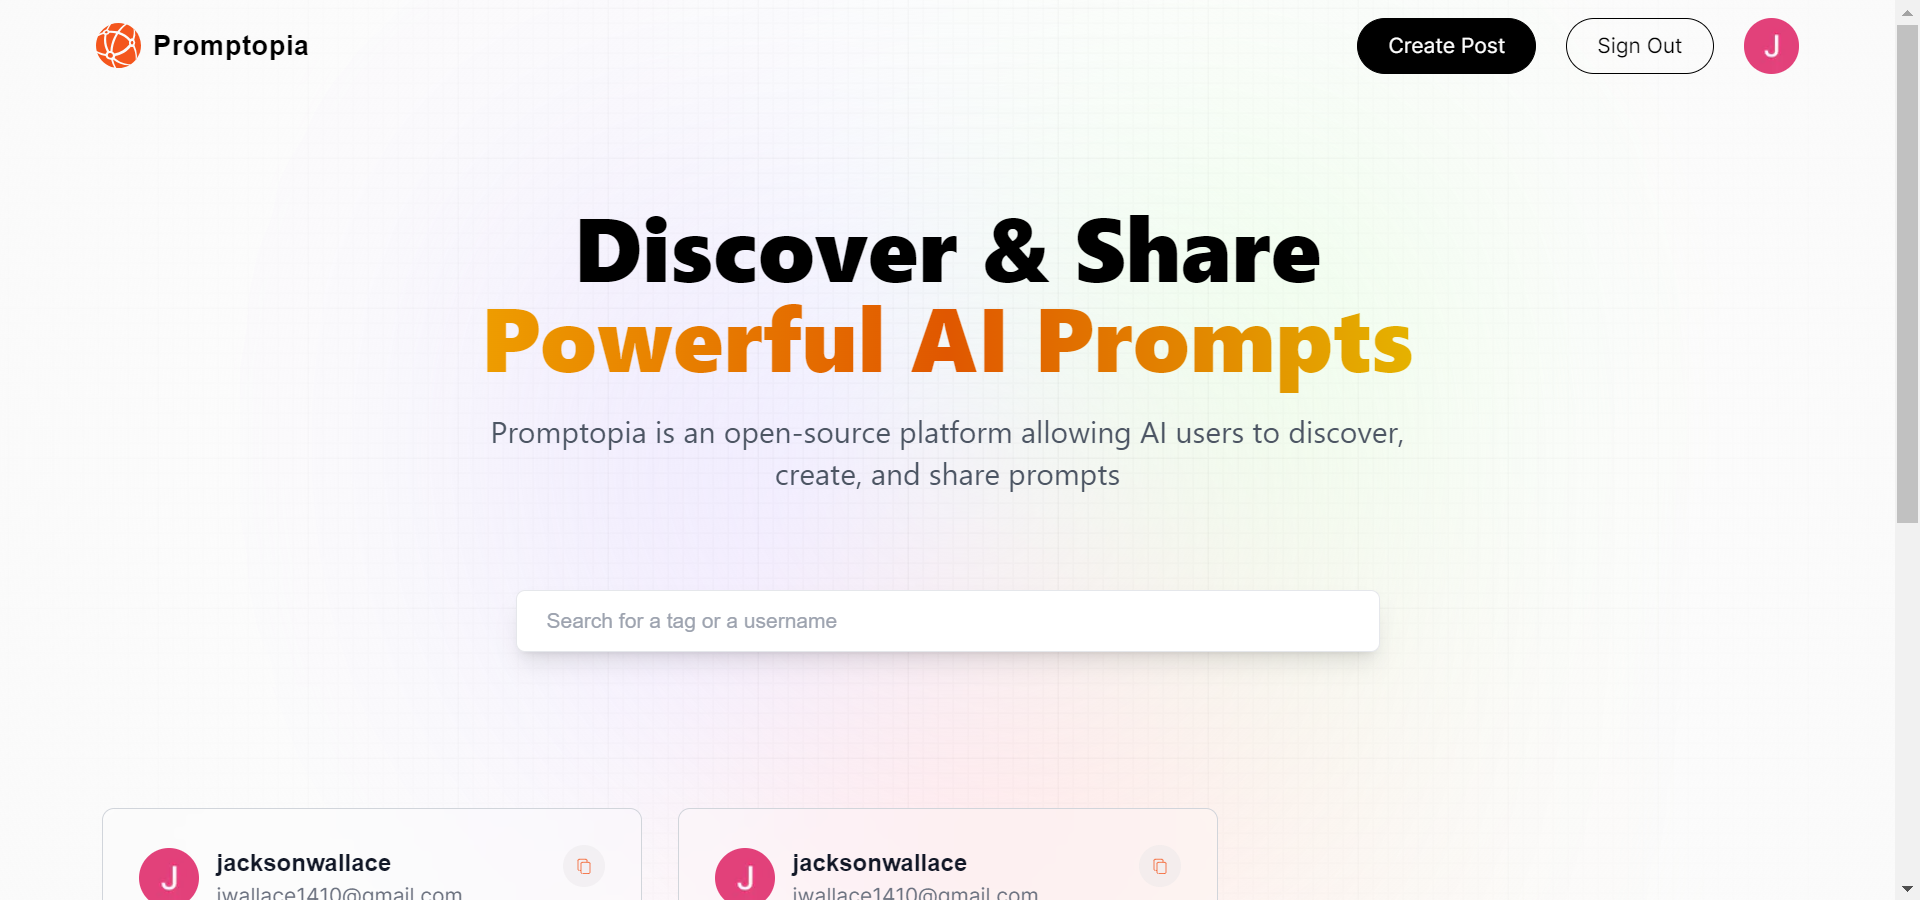 Promptopia
Create Post
Sign Out
J
Discover & Share
Powerful AI Prompts
Promptopia is an open-source platform allowing AI users to discover,
create, and share prompts
Search for a tag or a username
J
jacksonwallace
jwallace1410@gmail.com
J
jacksonwallace
jwallace1410@gmail.com